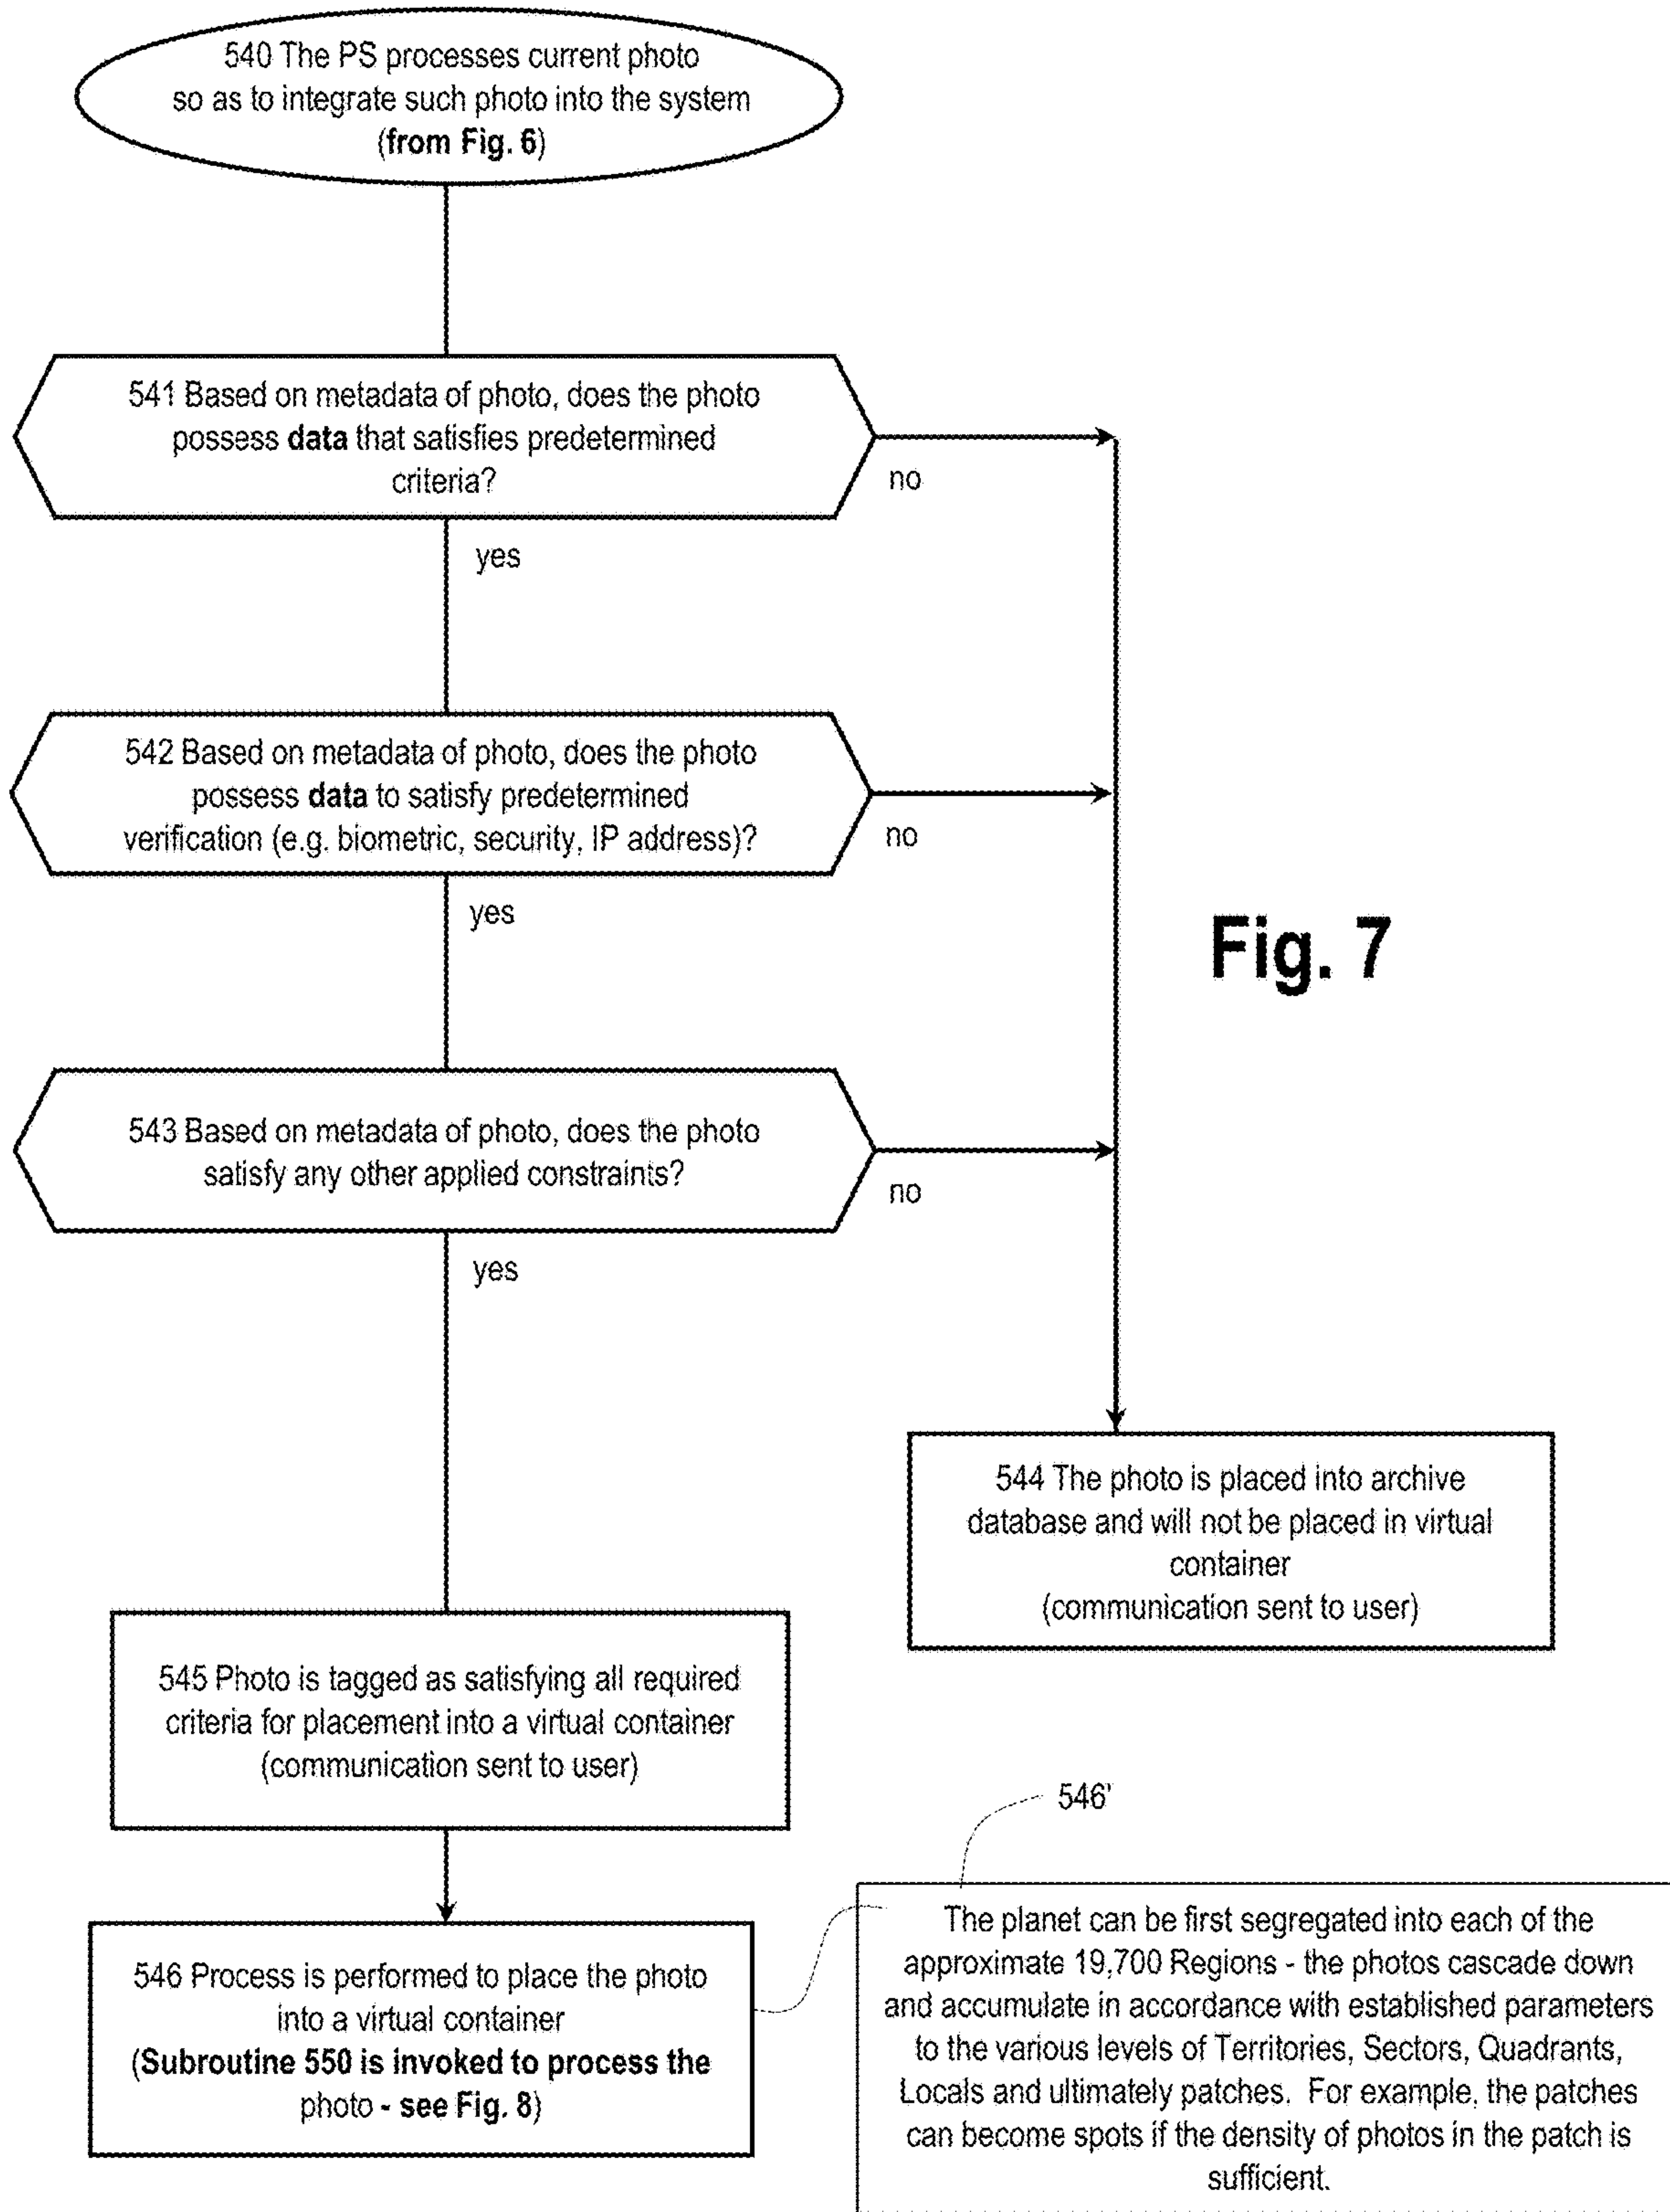 540 The PS processes current photo
so as to integrate such photo into the system
(from Fig. 6)
541 Based on metadata of photo, does the photo
possess data that satisfies predetermined
criteria?
no
yes
542 Based on metadata of photo, does the photo
possess data to satisfy predetermined
verification (e.g. biometric, security, IP address)?
no
yes
Fig. 7
543 Based on metadata of photo, does the photo
satisfy any other applied constraints?
no
yes
544 The photo is placed into archive
database and will not be placed in virtual
container
(communication sent to user)
545 Photo is tagged as satisfying all required
criteria for placement into a virtual container
(communication sent to user)
546'
546 Process is performed to place the photo
into a virtual container
(Subroutine 550 is invoked to process the
photo - see Fig. 8)
The planet can be first segregated into each of the
approximate 19,700 Regions - the photos cascade down
and accumulate in accordance with established parameters
to the various levels of Territories, Sectors, Quadrants,
Locals and ultimately patches. For example, the patches
can become spots if the density of photos in the patch is
sufficient.